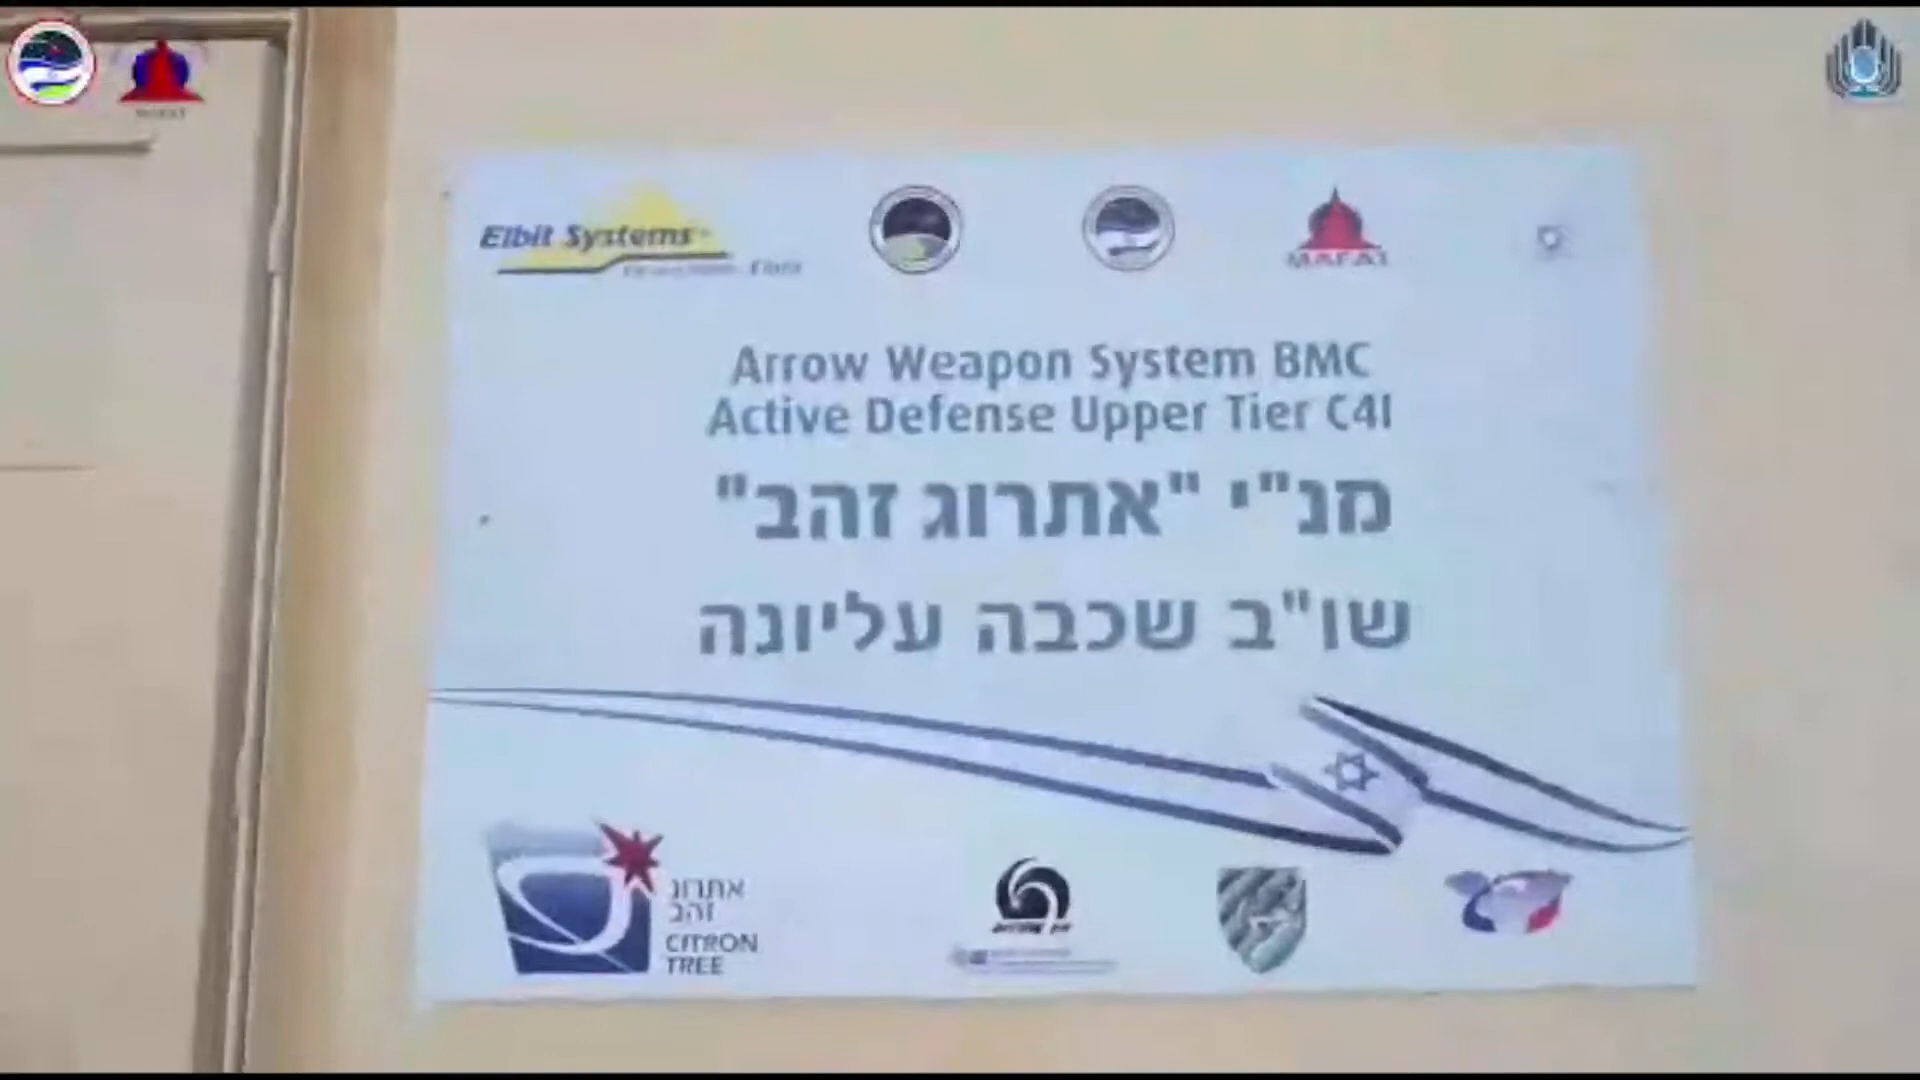 Elbit Systems
MAFAT
Arrow Weapon System BMC
Active Defense Upper Tier C4I
מנ"י "אתרוג זהב"
שו"ב שכבה עליונה
אתרוג
זהב
CITRON
TREE